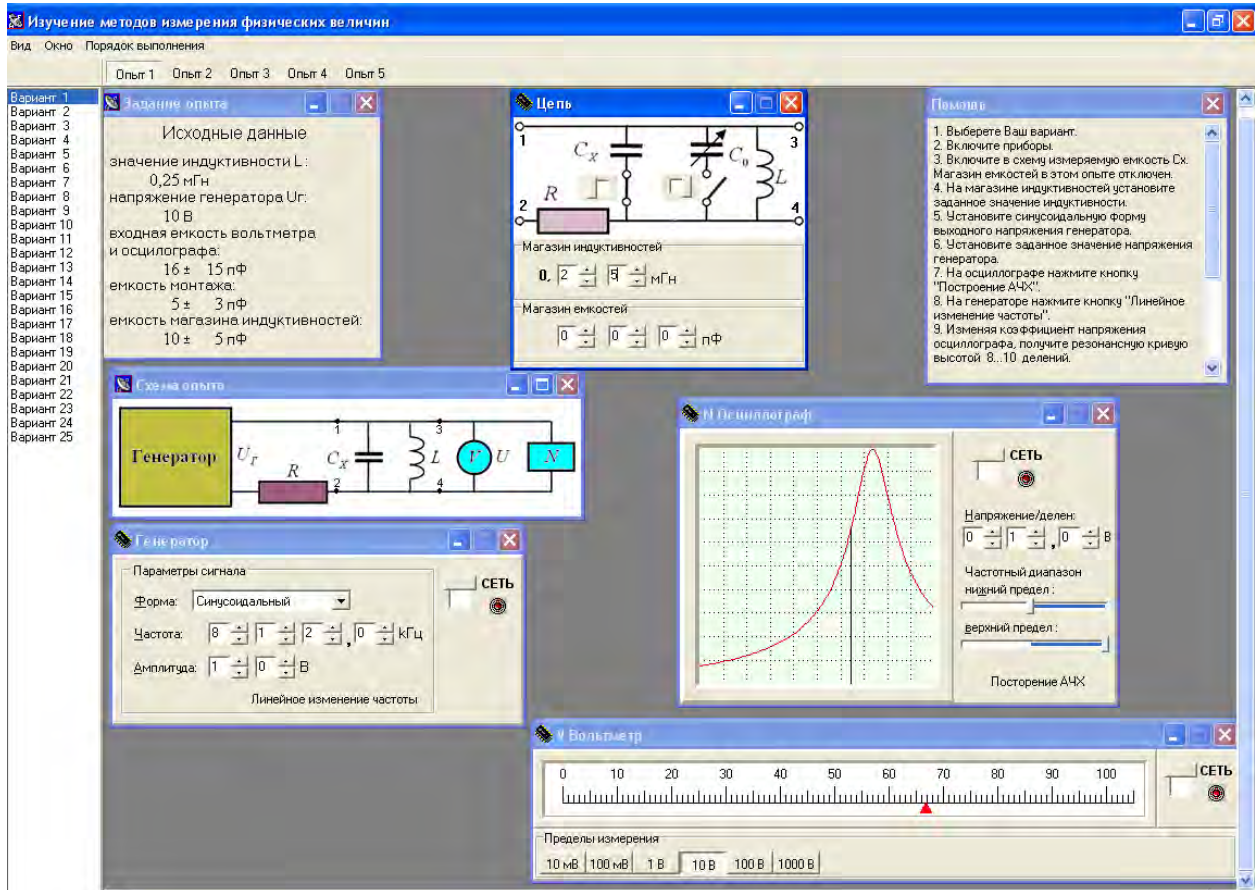 Изучение методов измерения физических величин
Вид Окно Порядок выполнения
Опыт 1 Опыт 2 Опыт 3 Опыт 4 Опыт 5
Вариант 1
Вариант 2
Вариант 3
Вариант 4
Вариант 5
Вариант 6
Вариант 7
Вариант 8
Вариант 9
Вариант 10
Вариант 11
Вариант 12
Вариант 13
Вариант 14
Вариант 15
Вариант 16
Вариант 17
Вариант 18
Вариант 19
Вариант 20
Вариант 21
Вариант 22
Вариант 23
Вариант 24
Вариант 25
Задание опыта
Исходные данные
значение индуктивности L:
0,25 мГн
напряжение генератора Uг:
10 В
входная емкость вольтметра
и осцилографа:
16 ± 15 пФ
емкость монтажа:
5 ± 3 пФ
емкость магазина индуктивностей:
10 ± 5 пФ
Цепь
1 3
Cx C0 L
2 R 4
Магазин индуктивностей
0, 2 5 мГн
Магазин емкостей
0 0 0 пФ
Помощь
1. Выберете Ваш вариант.
2. Включите приборы.
3. Включите в схему измеряемую емкость Сх.
Магазин емкостей в этом опыте отключен.
4. На магазине индуктивностей установите
заданное значение индуктивности.
5. Установите синусоидальную форму
выходного напряжения генератора.
6. Установите заданное значение напряжения
генератора.
7. На осциллографе нажмите кнопку
"Построение АЧХ".
8. На генераторе нажмите кнопку "Линейное
изменение частоты".
9. Изменяя коэффициент напряжения
осциллографа, получите резонансную кривую
высотой 8...10 делений.
Схема опыта
1 3
Генератор Uг R Cx L V U N
2 4
Генератор
Параметры сигнала
Форма: Синусоидальный
Частота: 8 1 2 , 0 кГц
Амплитуда: 1 0 В
Линейное изменение частоты
СЕТЬ
N Осциллограф
СЕТЬ
Напряжение/делен:
0 1 , 0 В
Частотный диапазон
нижний предел :
верхний предел :
Посторение АЧХ
V Вольтметр
0 10 20 30 40 50 60 70 80 90 100
СЕТЬ
Пределы измерения
10 мВ 100 мВ 1 В 10 В 100 В 1000 В